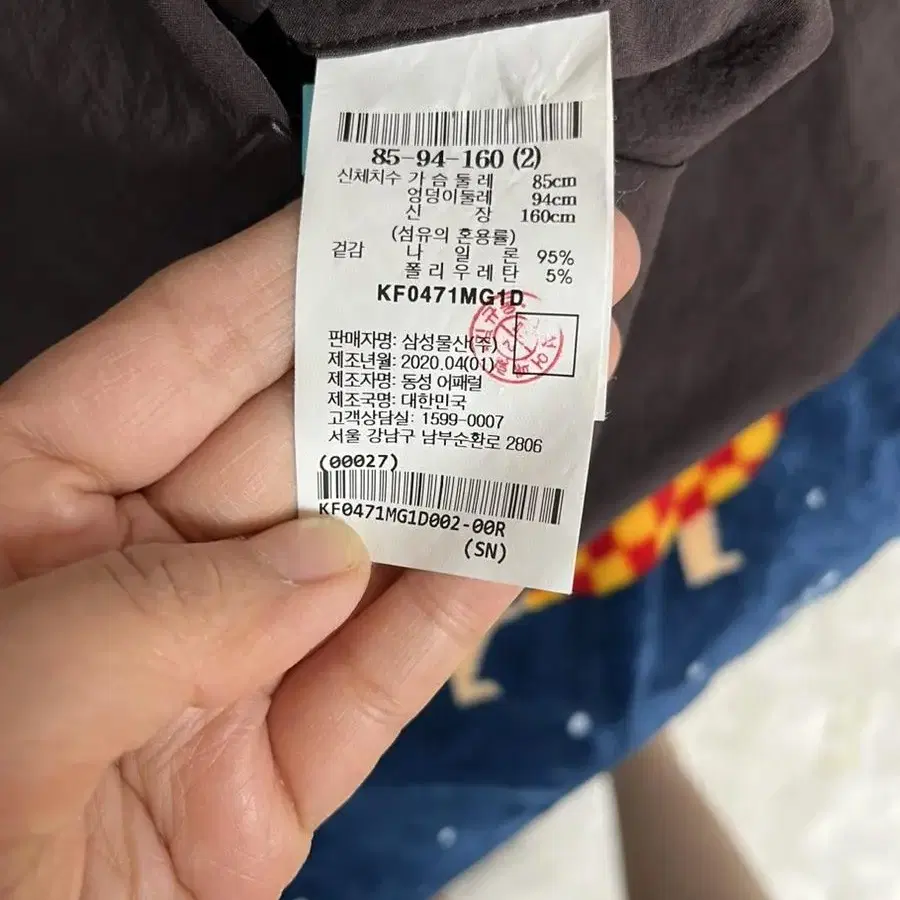 85-94-160 (2)
신체치수 가 슴 둘 레 85cm
엉덩이둘레 94cm
신 장 160cm
(섬유의 혼용률)
겉감 나 일 론 95%
폴 리 우 레 탄 5%
KF0471MG1D
판매자명: 삼성물산(주)
제조년월: 2020.04(01)
제조자명: 동성 어패럴
제조국명: 대한민국
고객상담실: 1599-0007
서울 강남구 남부순환로 2806
(00027)
KF0471MG1D002-00R
(SN)